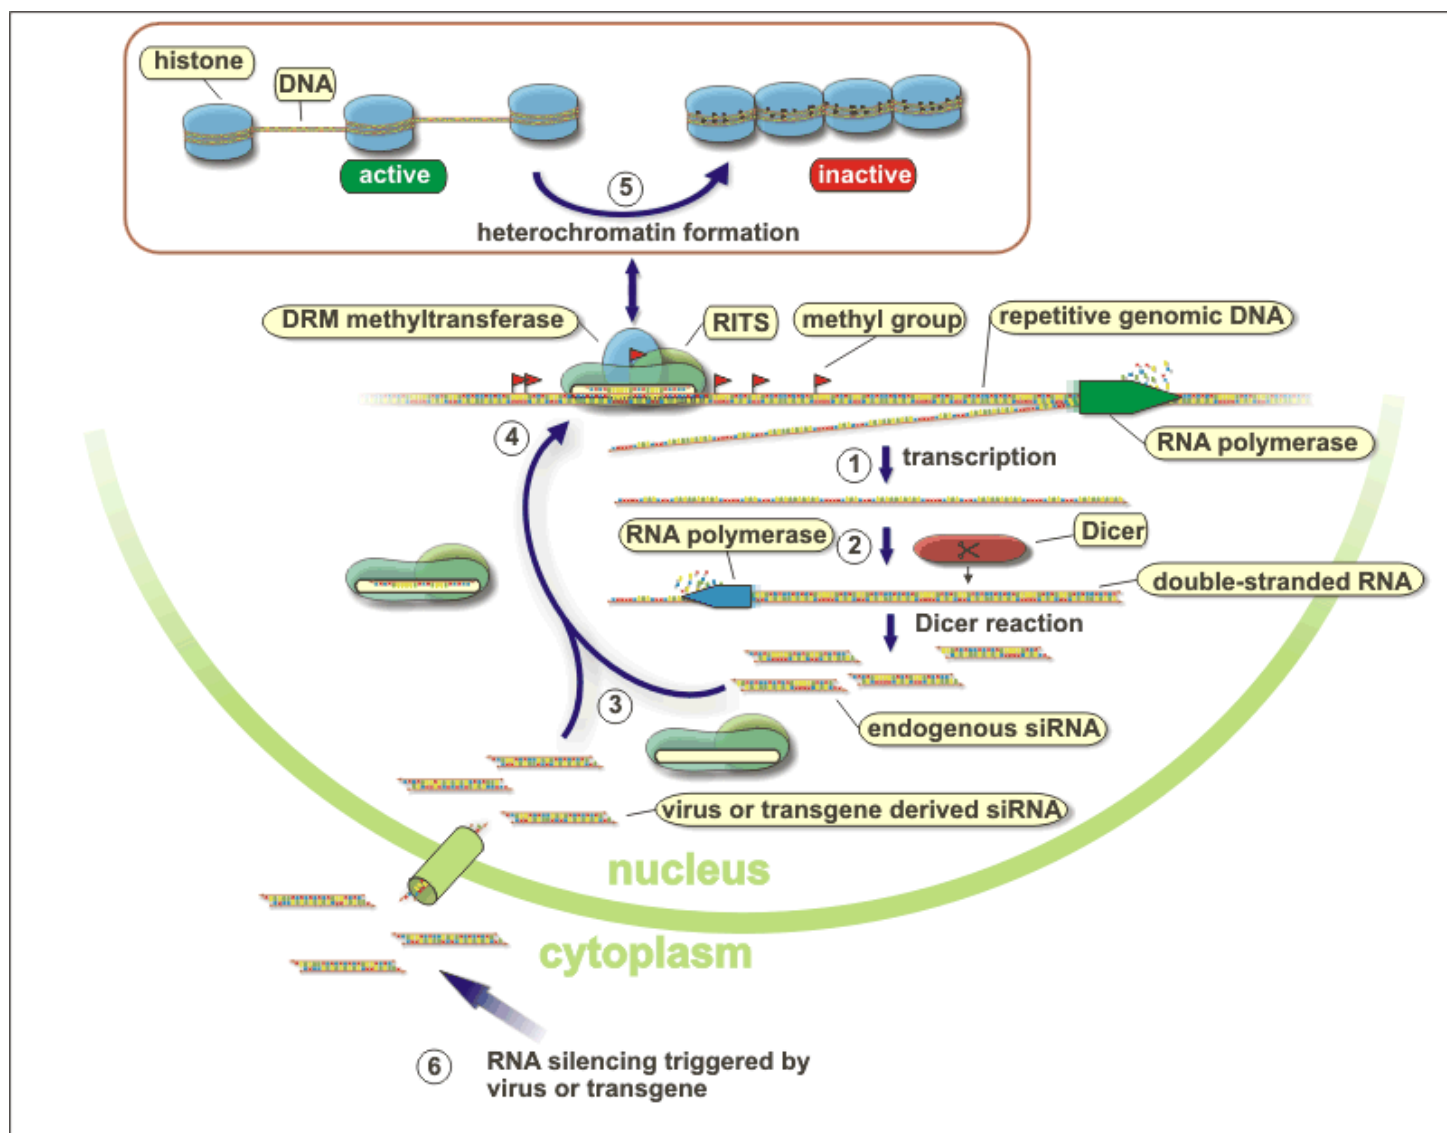 histone
DNA
active
inactive
5
heterochromatin formation
DRM methyltransferase
RITS
methyl group
repetitive genomic DNA
RNA polymerase
4
1
transcription
RNA polymerase
2
Dicer
double-stranded RNA
Dicer reaction
3
endogenous siRNA
virus or transgene derived siRNA
nucleus
cytoplasm
6
RNA silencing triggered by
virus or transgene